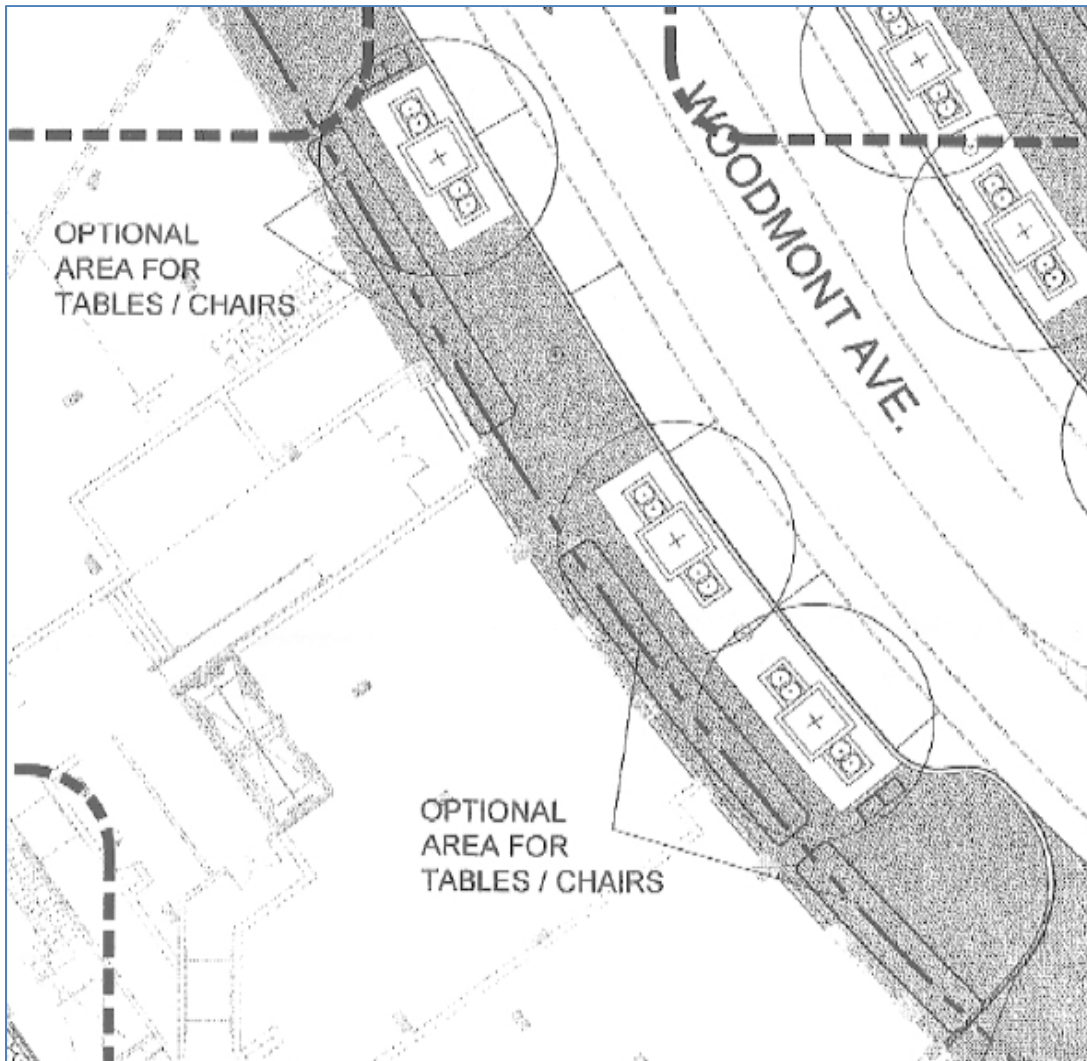 WOODMONT AVE.
OPTIONAL
AREA FOR
TABLES / CHAIRS
OPTIONAL
AREA FOR
TABLES / CHAIRS